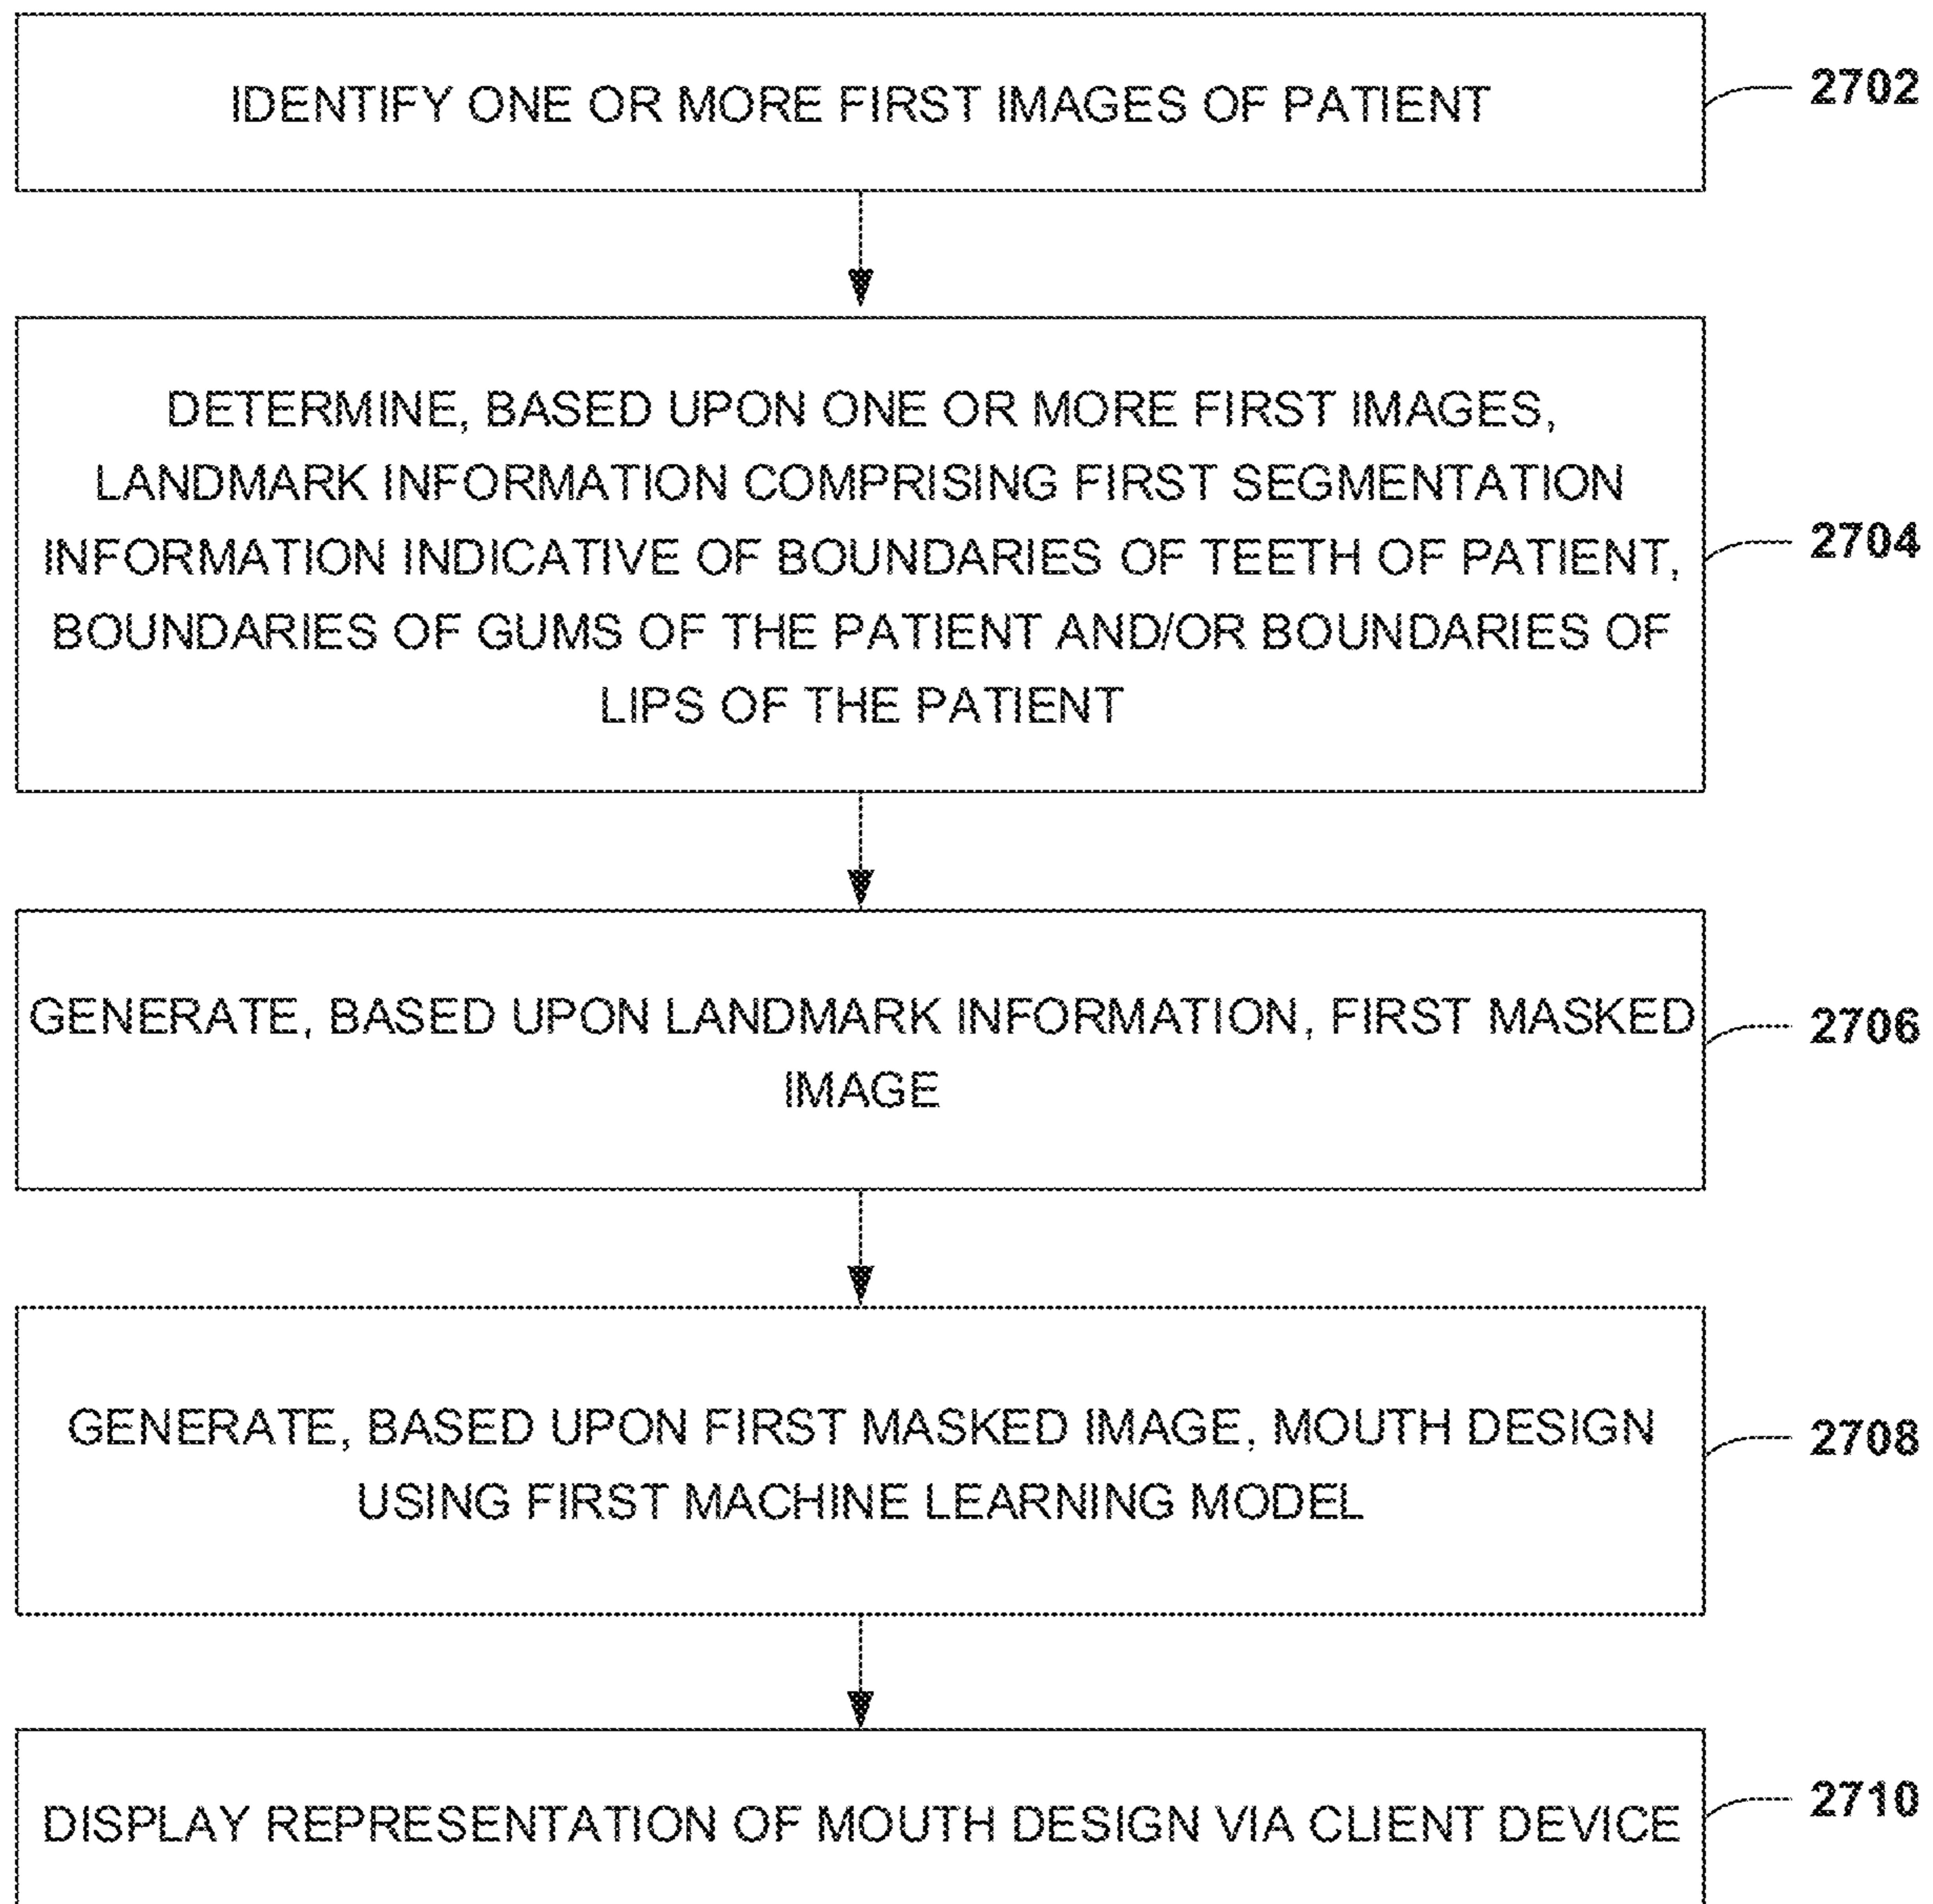 IDENTIFY ONE OR MORE FIRST IMAGES OF PATIENT
2702
DETERMINE, BASED UPON ONE OR MORE FIRST IMAGES,
LANDMARK INFORMATION COMPRISING FIRST SEGMENTATION
INFORMATION INDICATIVE OF BOUNDARIES OF TEETH OF PATIENT,
BOUNDARIES OF GUMS OF THE PATIENT AND/OR BOUNDARIES OF
LIPS OF THE PATIENT
2704
GENERATE, BASED UPON LANDMARK INFORMATION, FIRST MASKED
IMAGE
2706
GENERATE, BASED UPON FIRST MASKED IMAGE, MOUTH DESIGN
USING FIRST MACHINE LEARNING MODEL
2708
DISPLAY REPRESENTATION OF MOUTH DESIGN VIA CLIENT DEVICE
2710